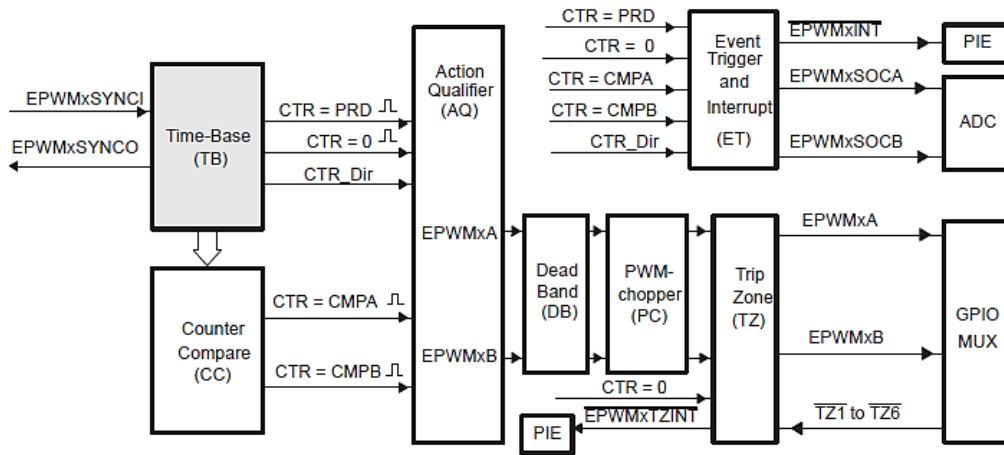 EPWMxSYNCI
EPWMxSYNCO
Time-Base
(TB)
CTR = PRD
CTR = 0
CTR_Dir
Counter
Compare
(CC)
CTR = CMPA
CTR = CMPB
Action
Qualifier
(AQ)
EPWMxA
EPWMxB
CTR = PRD
CTR = 0
CTR = CMPA
CTR = CMPB
CTR_Dir
Event
Trigger
and
Interrupt
(ET)
EPWMxINT
EPWMxSOCA
EPWMxSOCB
PIE
ADC
Dead
Band
(DB)
PWM-
chopper
(PC)
Trip
Zone
(TZ)
CTR = 0
EPWMxTZINT
PIE
EPWMxA
EPWMxB
TZ1 to TZ6
GPIO
MUX